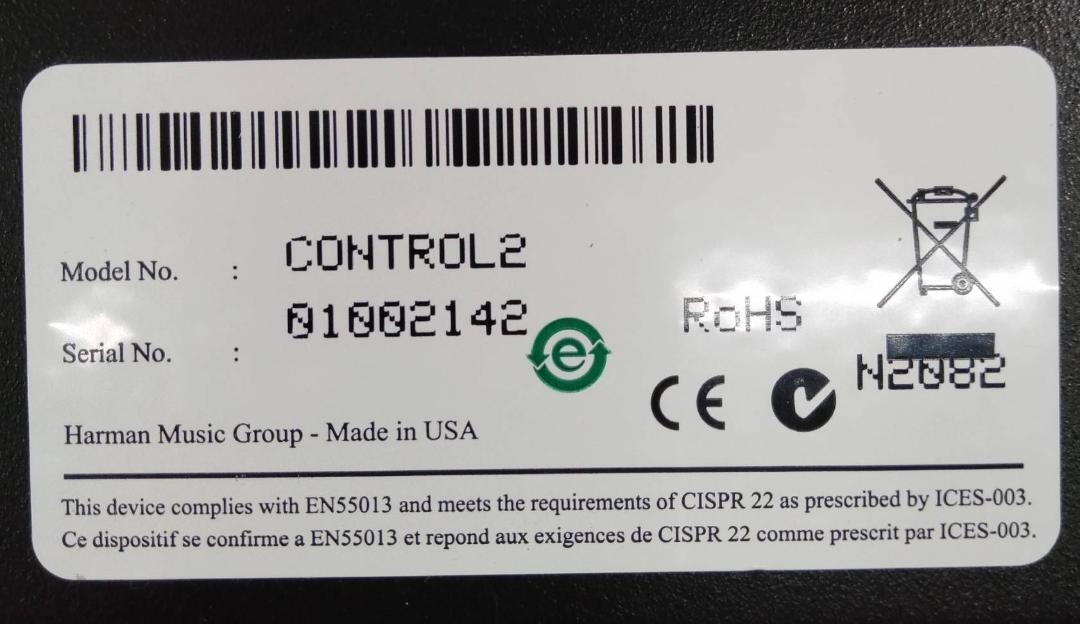 Model No. : CONTROL2
Serial No. : 01002142
e
RoHS
CE
N2082
Harman Music Group - Made in USA
This device complies with EN55013 and meets the requirements of CISPR 22 as prescribed by ICES-003.
Ce dispositif se confirme a EN55013 et repond aux exigences de CISPR 22 comme prescrit par ICES-003.